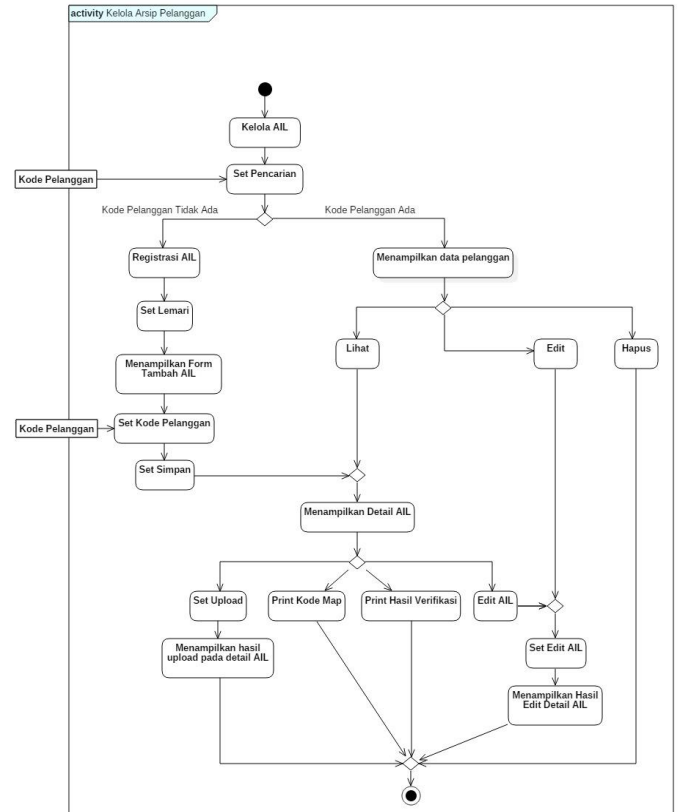 activity Kelola Arsip Pelanggan
Kelola AIL
Kode Pelanggan
Set Pencarian
Kode Pelanggan Tidak Ada
Kode Pelanggan Ada
Registrasi AIL
Menampilkan data pelanggan
Set Lemari
Lihat
Edit
Hapus
Menampilkan Form
Tambah AIL
Kode Pelanggan
Set Kode Pelanggan
Set Simpan
Menampilkan Detail AIL
Set Upload
Print Kode Map
Print Hasil Verifikasi
Edit AIL
Menampilkan hasil
upload pada detail AIL
Set Edit AIL
Menampilkan Hasil
Edit Detail AIL